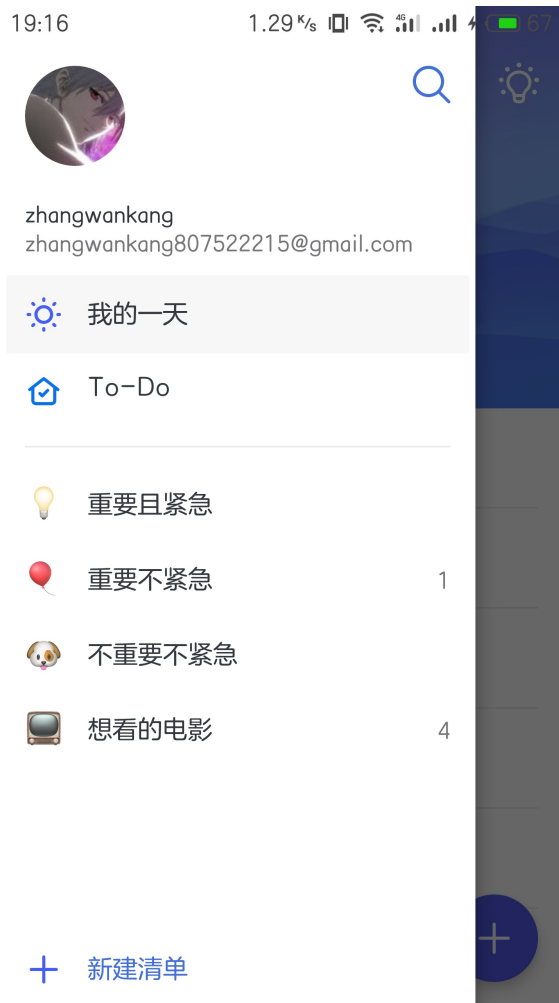 19:16
1.29 K/s
4G
67
zhangwankang
zhangwankang807522215@gmail.com
我的一天
To-Do
重要且紧急
重要不紧急 1
不重要不紧急
想看的电影 4
新建清单